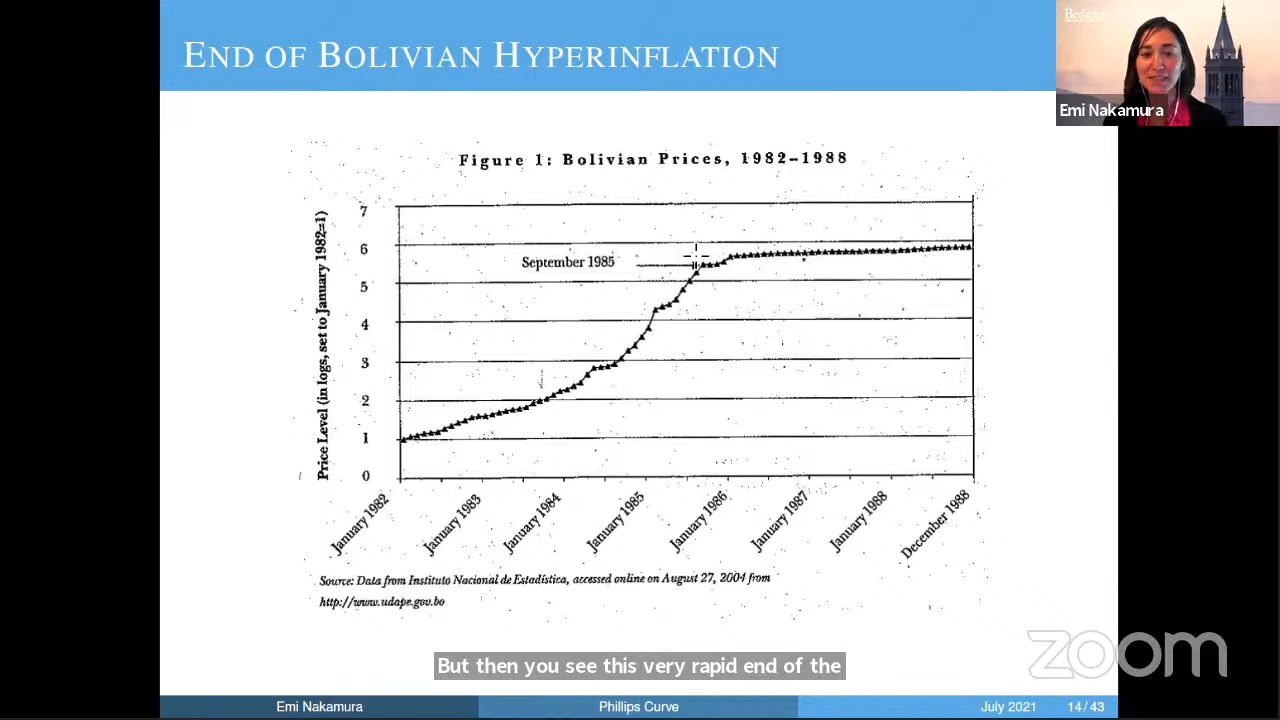 END OF BOLIVIAN HYPERINFLATION
Berkeley
Emi Nakamura
Figure 1: Bolivian Prices, 1982–1988
Price Level (in logs, set to January 1982=1)
7
6
5
4
3
2
1
0
September 1985
January 1982
January 1983
January 1984
January 1985
January 1986
January 1987
January 1988
December 1988
Source: Data from Instituto Nacional de Estadística, accessed online on August 27, 2004 from
http://www.udape.gov.bo
zoom
But then you see this very rapid end of the
Emi Nakamura
Phillips Curve
July 2021
14 / 43